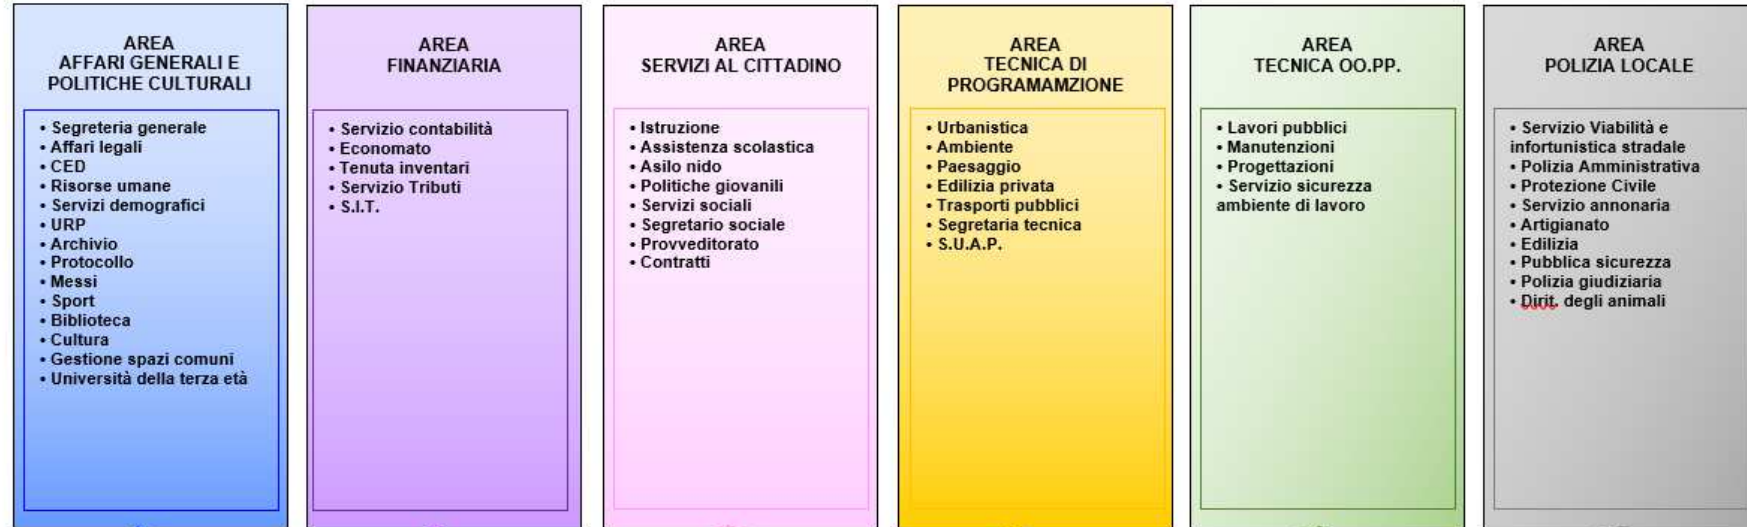 AREA
AFFARI GENERALI E
POLITICHE CULTURALI
• Segreteria generale
• Affari legali
• CED
• Risorse umane
• Servizi demografici
• URP
• Archivio
• Protocollo
• Messi
• Sport
• Biblioteca
• Cultura
• Gestione spazi comuni
• Università della terza età
AREA
FINANZIARIA
• Servizio contabilità
• Economato
• Tenuta inventari
• Servizio Tributi
• S.I.T.
AREA
SERVIZI AL CITTADINO
• Istruzione
• Assistenza scolastica
• Asilo nido
• Politiche giovanili
• Servizi sociali
• Segretario sociale
• Provveditorato
• Contratti
AREA
TECNICA DI
PROGRAMAMZIONE
• Urbanistica
• Ambiente
• Paesaggio
• Edilizia privata
• Trasporti pubblici
• Segretaria tecnica
• S.U.A.P.
AREA
TECNICA OO.PP.
• Lavori pubblici
• Manutenzioni
• Progettazioni
• Servizio sicurezza
ambiente di lavoro
AREA
POLIZIA LOCALE
• Servizio Viabilità e
infortunistica stradale
• Polizia Amministrativa
• Protezione Civile
• Servizio annonaria
• Artigianato
• Edilizia
• Pubblica sicurezza
• Polizia giudiziaria
• Dirit. degli animali